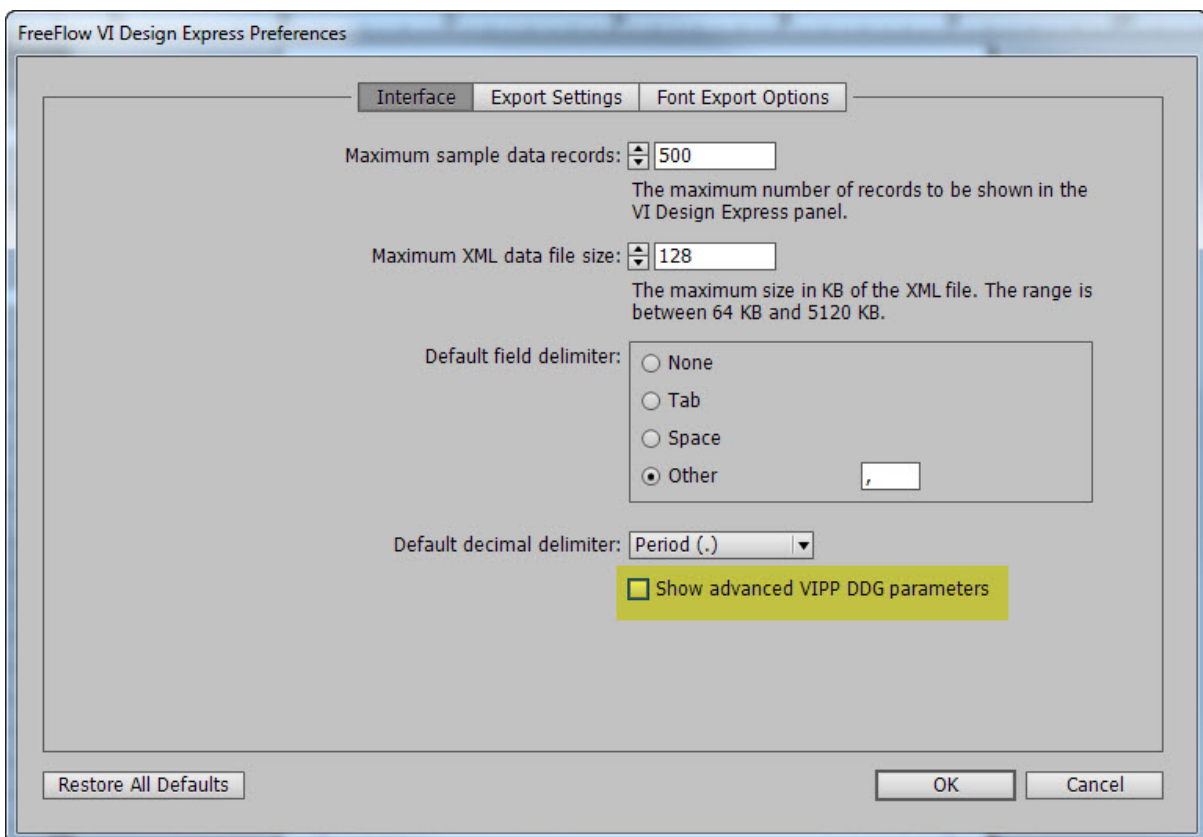 FreeFlow VI Design Express Preferences
Interface Export Settings Font Export Options
Maximum sample data records: 500
The maximum number of records to be shown in the
VI Design Express panel.
Maximum XML data file size: 128
The maximum size in KB of the XML file. The range is
between 64 KB and 5120 KB.
Default field delimiter:
None
Tab
Space
Other ,
Default decimal delimiter: Period (.)
Show advanced VIPP DDG parameters
Restore All Defaults OK Cancel